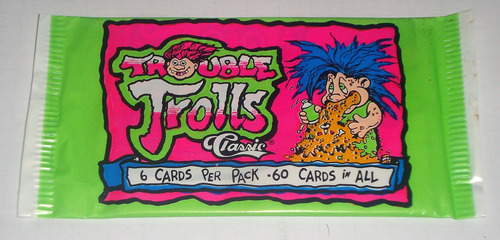 TROUBLE
Trolls
Classic®
6 CARDS PER PACK • 60 CARDS in ALL